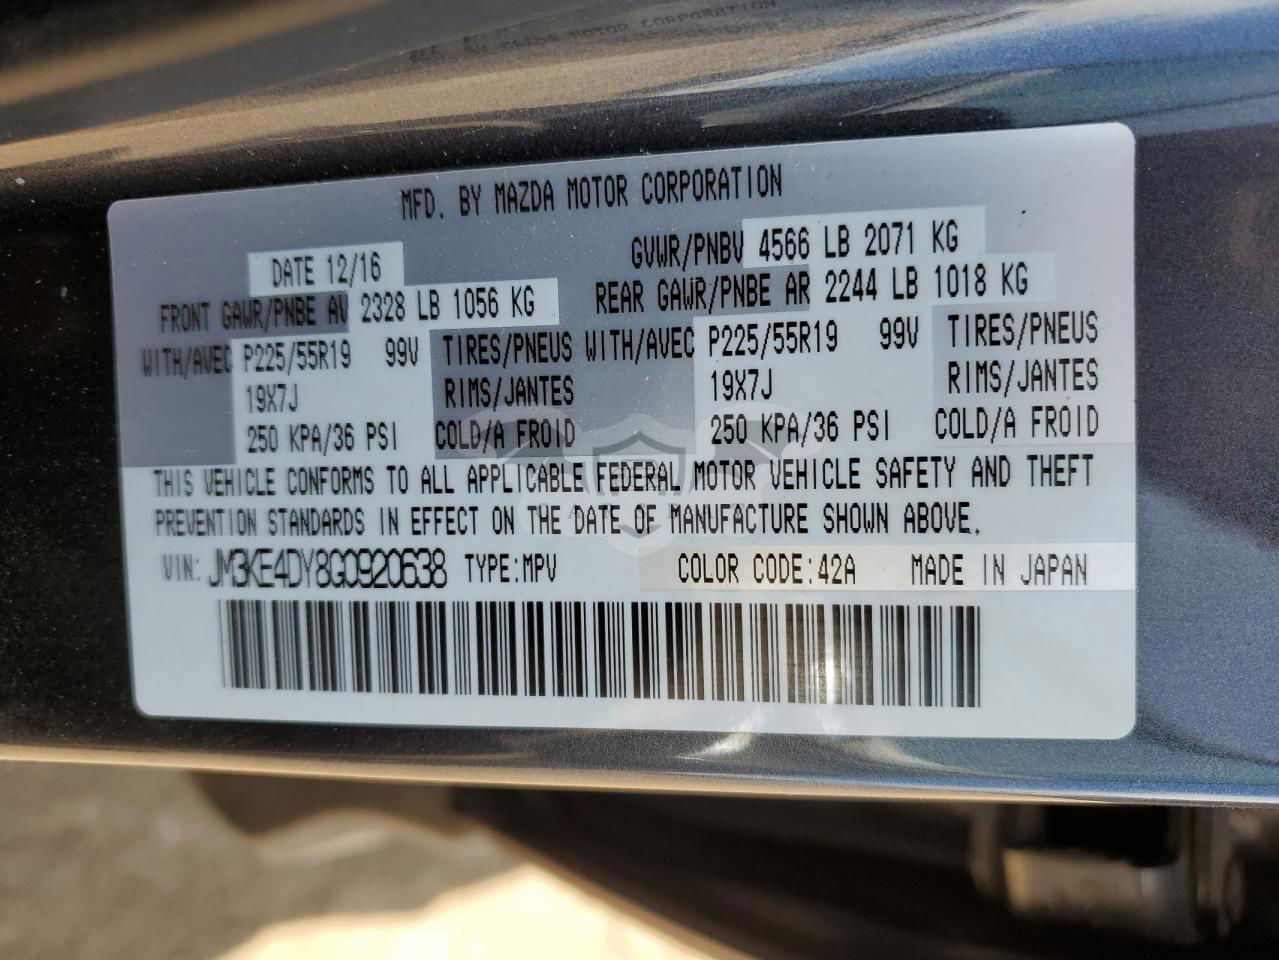 MFD. BY MAZDA MOTOR CORPORATION
DATE 12/16 GVWR/PNBV 4566 LB 2071 KG
FRONT GAWR/PNBE AV 2328 LB 1056 KG REAR GAWR/PNBE AR 2244 LB 1018 KG
WITH/AVEC P225/55R19 99V TIRES/PNEUS WITH/AVEC P225/55R19 99V TIRES/PNEUS
19X7J RIMS/JANTES 19X7J RIMS/JANTES
250 KPA/36 PSI COLD/A FROID 250 KPA/36 PSI COLD/A FROID
THIS VEHICLE CONFORMS TO ALL APPLICABLE FEDERAL MOTOR VEHICLE SAFETY AND THEFT
PREVENTION STANDARDS IN EFFECT ON THE DATE OF MANUFACTURE SHOWN ABOVE.
VIN: JM3KE4DY8G0920638 TYPE:MPV COLOR CODE:42A MADE IN JAPAN